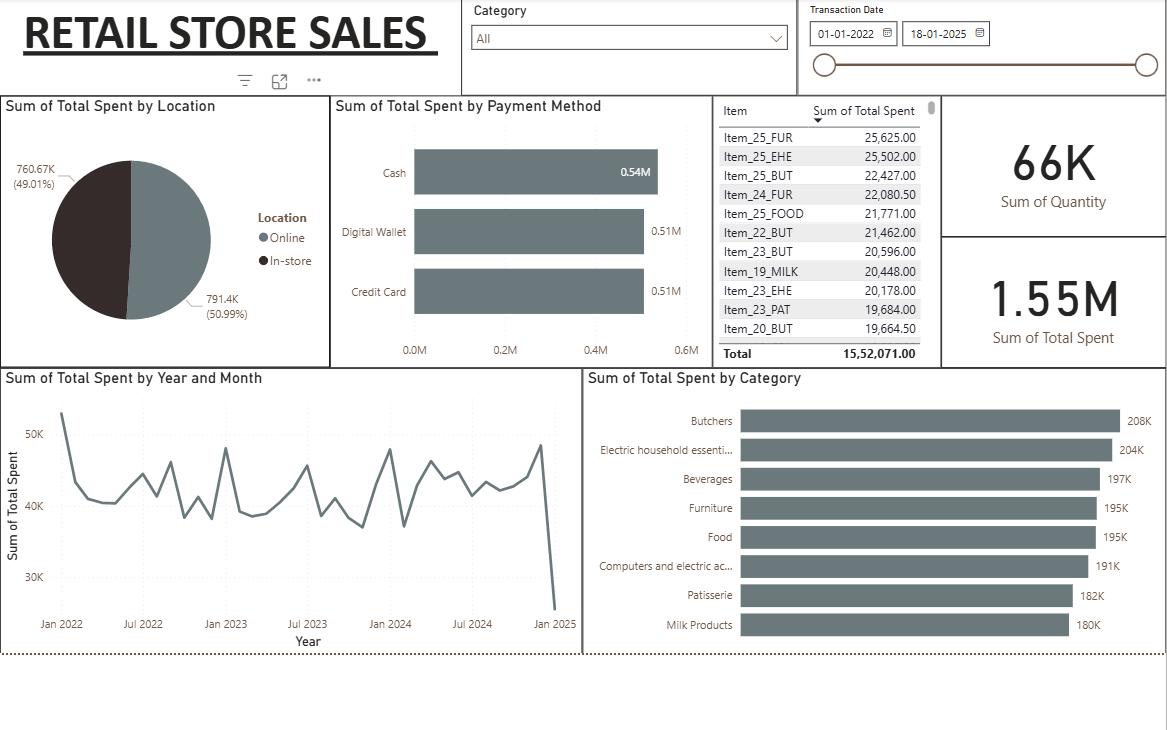 RETAIL STORE SALES
Category
All
Transaction Date
01-01-2022
18-01-2025
Sum of Total Spent by Location
760.67K
(49.01%)
791.4K
(50.99%)
Location
Online
In-store
Sum of Total Spent by Payment Method
Cash
0.54M
Digital Wallet
0.51M
Credit Card
0.51M
0.0M 0.2M 0.4M 0.6M
Item Sum of Total Spent
Item_25_FUR 25,625.00
Item_25_EHE 25,502.00
Item_25_BUT 22,427.00
Item_24_FUR 22,080.50
Item_25_FOOD 21,771.00
Item_22_BUT 21,462.00
Item_23_BUT 20,596.00
Item_19_MILK 20,448.00
Item_23_EHE 20,178.00
Item_23_PAT 19,684.00
Item_20_BUT 19,664.50
Total 15,52,071.00
66K
Sum of Quantity
1.55M
Sum of Total Spent
Sum of Total Spent by Year and Month
Sum of Total Spent
50K
40K
30K
Jan 2022 Jul 2022 Jan 2023 Jul 2023 Jan 2024 Jul 2024 Jan 2025
Year
Sum of Total Spent by Category
Butchers 208K
Electric household essenti... 204K
Beverages 197K
Furniture 195K
Food 195K
Computers and electric ac... 191K
Patisserie 182K
Milk Products 180K